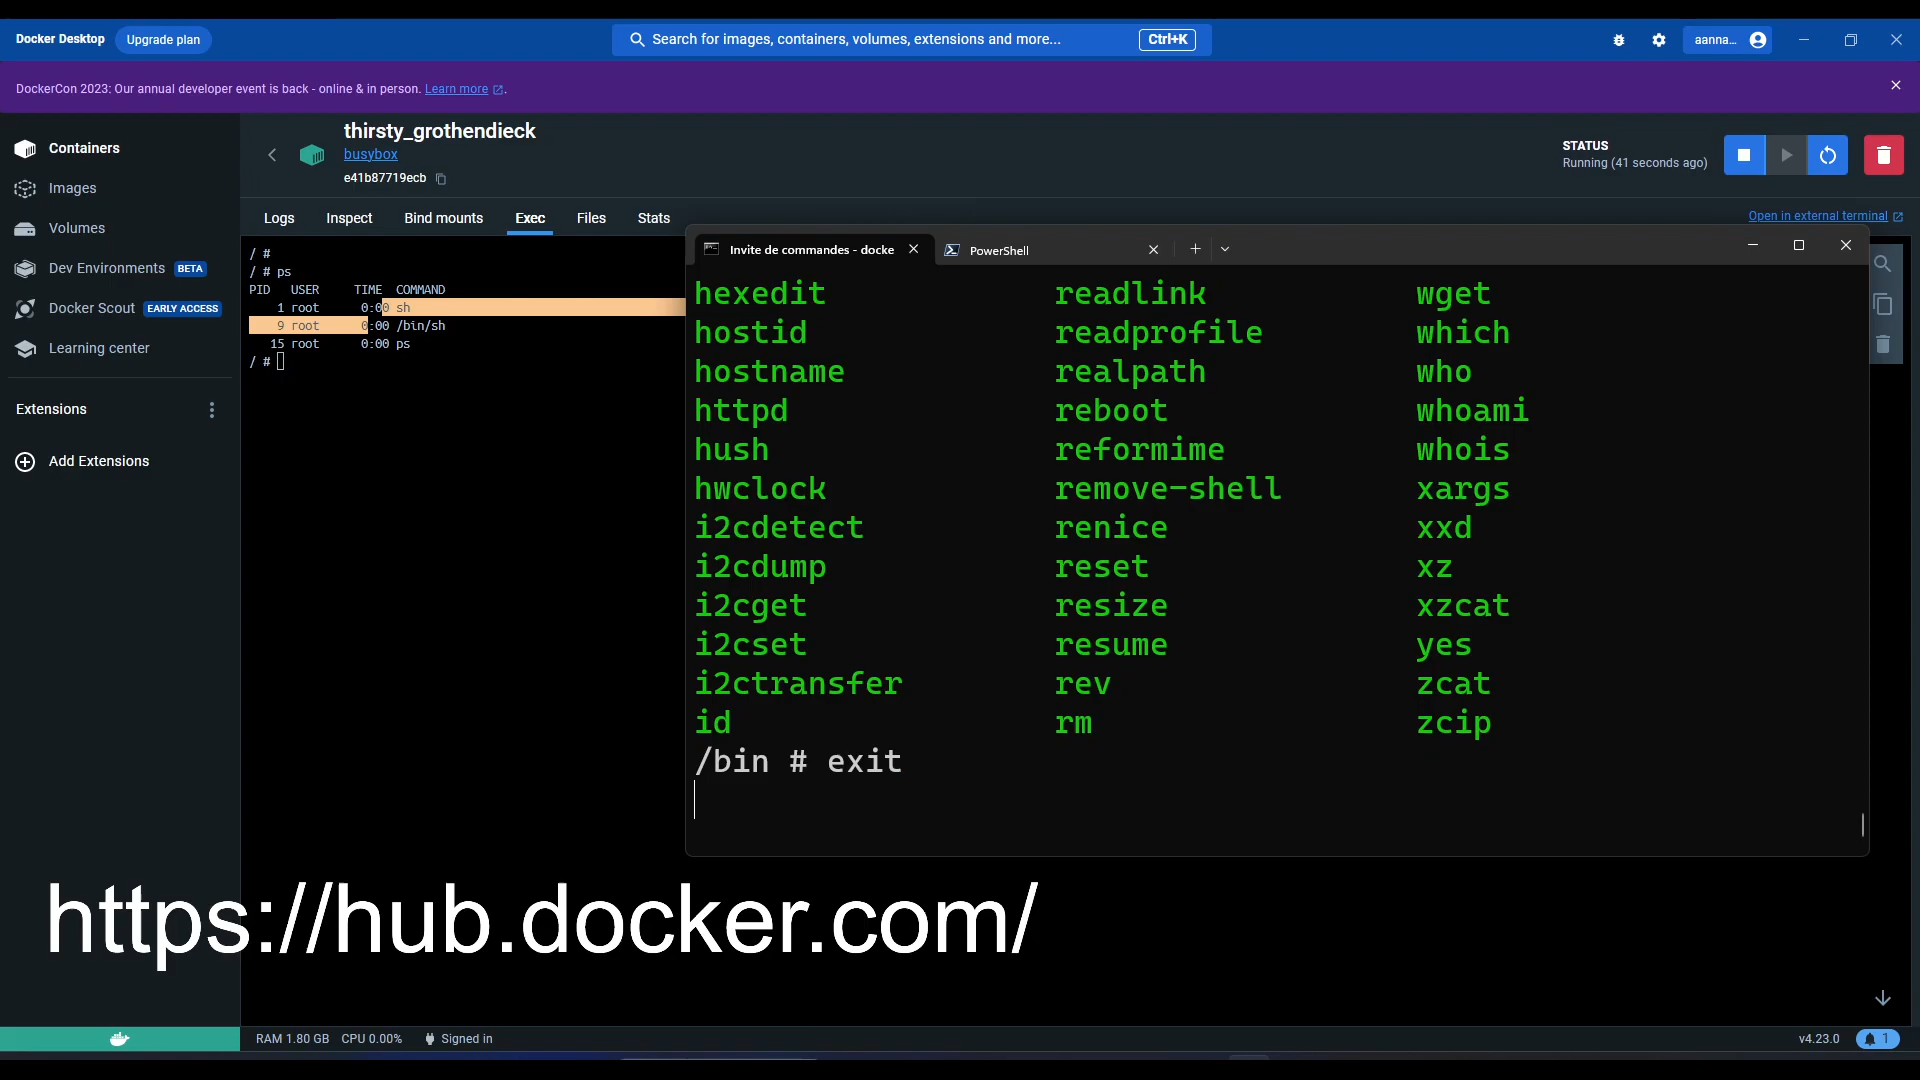 Docker Desktop Upgrade plan Search for images, containers, volumes, extensions and more... Ctrl+K aanna...
DockerCon 2023: Our annual developer event is back - online & in person. Learn more .
Containers
Images
Volumes
Dev Environments BETA
Docker Scout EARLY ACCESS
Learning center
Extensions
Add Extensions
thirsty_grothendieck
busybox
e41b87719ecb
STATUS
Running (41 seconds ago)
Logs Inspect Bind mounts Exec Files Stats
Open in external terminal
/ #
/ # ps
PID USER TIME COMMAND
1 root 0:00 sh
9 root 0:00 /bin/sh
15 root 0:00 ps
/ #
Invite de commandes - docke PowerShell
hexedit readlink wget
hostid readprofile which
hostname realpath who
httpd reboot whoami
hush reformime whois
hwclock remove-shell xargs
i2cdetect renice xxd
i2cdump reset xz
i2cget resize xzcat
i2cset resume yes
i2ctransfer rev zcat
id rm zcip
/bin # exit
https://hub.docker.com/
RAM 1.80 GB CPU 0.00% Signed in v4.23.0 1